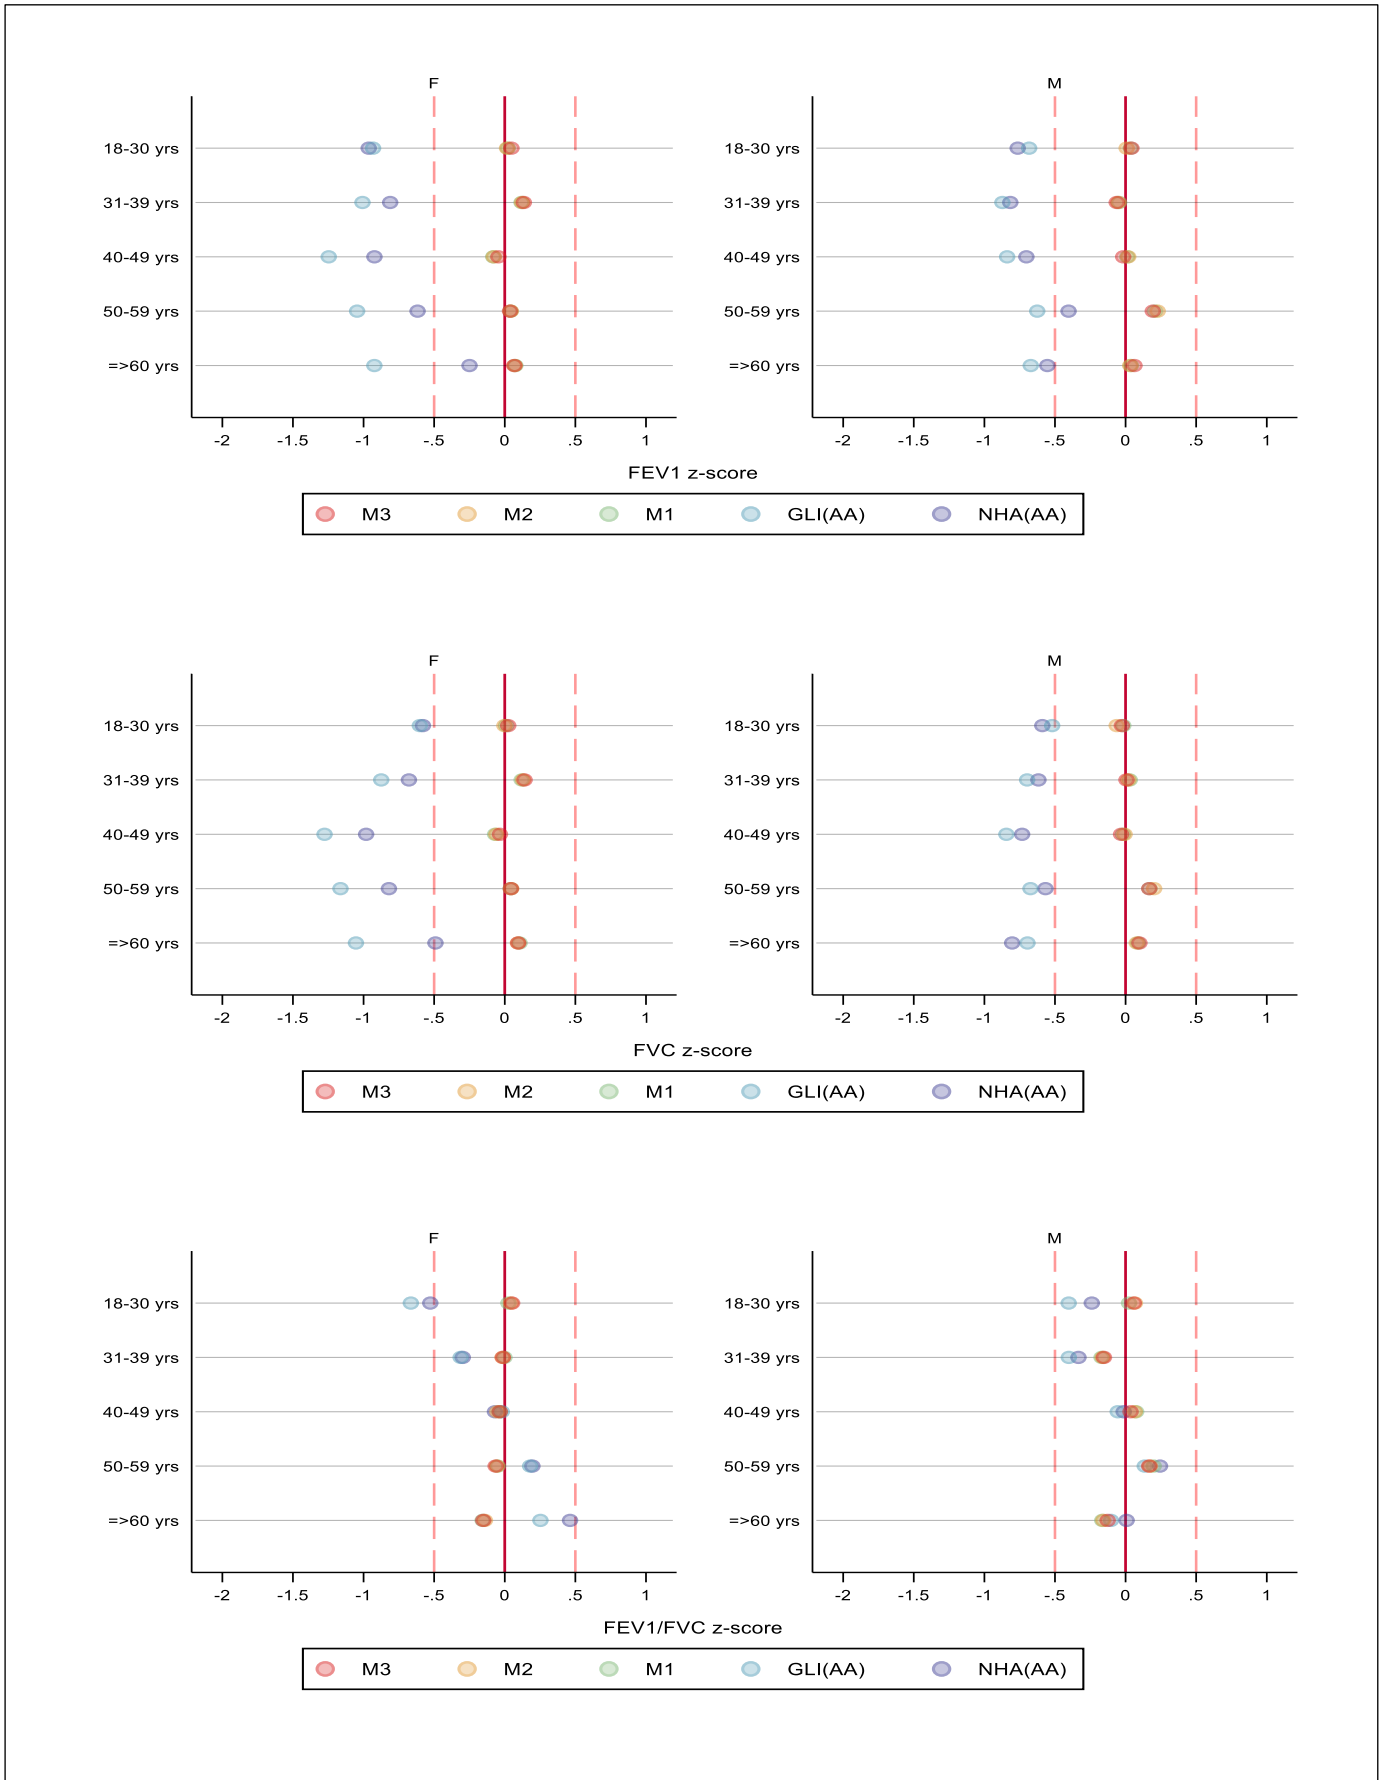 F M
18-30 yrs 18-30 yrs
31-39 yrs 31-39 yrs
40-49 yrs 40-49 yrs
50-59 yrs 50-59 yrs
=>60 yrs =>60 yrs
-2 -1.5 -1 -.5 0 .5 1 -2 -1.5 -1 -.5 0 .5 1
FEV1 z-score
M3 M2 M1 GLI(AA) NHA(AA)
F M
18-30 yrs 18-30 yrs
31-39 yrs 31-39 yrs
40-49 yrs 40-49 yrs
50-59 yrs 50-59 yrs
=>60 yrs =>60 yrs
-2 -1.5 -1 -.5 0 .5 1 -2 -1.5 -1 -.5 0 .5 1
FVC z-score
M3 M2 M1 GLI(AA) NHA(AA)
F M
18-30 yrs 18-30 yrs
31-39 yrs 31-39 yrs
40-49 yrs 40-49 yrs
50-59 yrs 50-59 yrs
=>60 yrs =>60 yrs
-2 -1.5 -1 -.5 0 .5 1 -2 -1.5 -1 -.5 0 .5 1
FEV1/FVC z-score
M3 M2 M1 GLI(AA) NHA(AA)